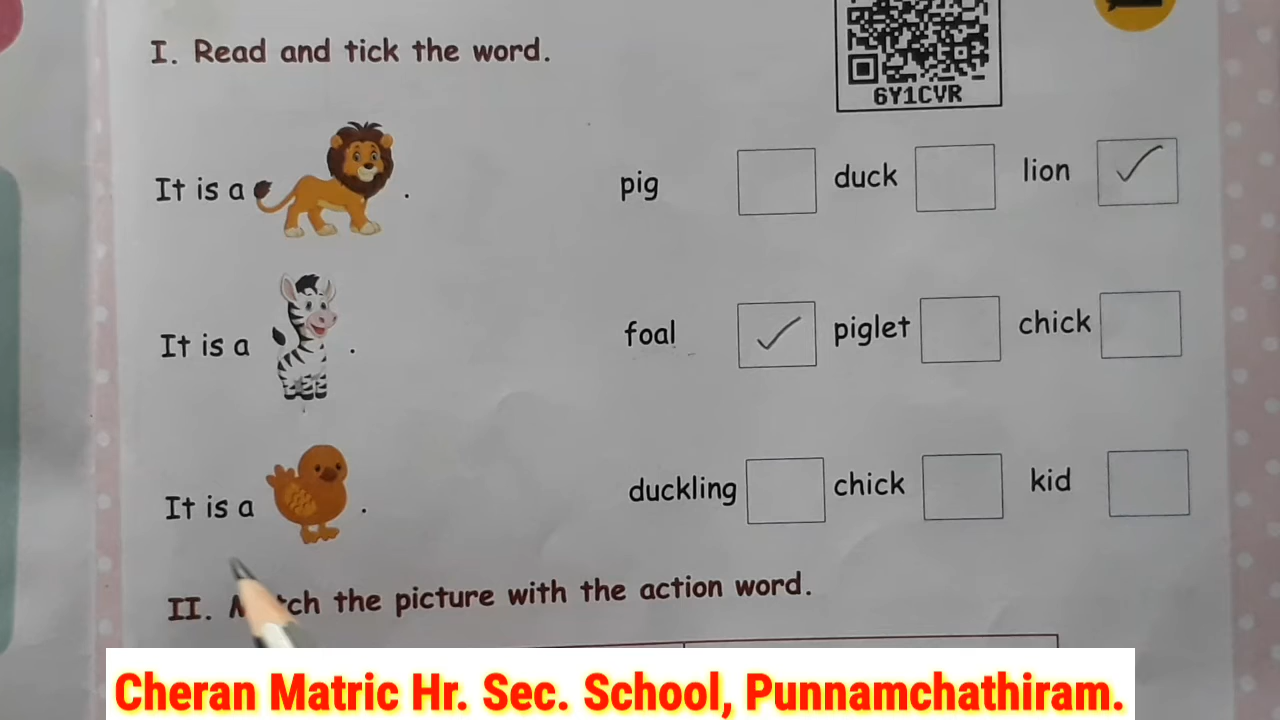 I. Read and tick the word.
6Y1CVR
It is a . pig duck lion
It is a . foal piglet chick
It is a . duckling chick kid
II. the picture with the action word.
Cheran Matric Hr. Sec. School, Punnamchathiram.